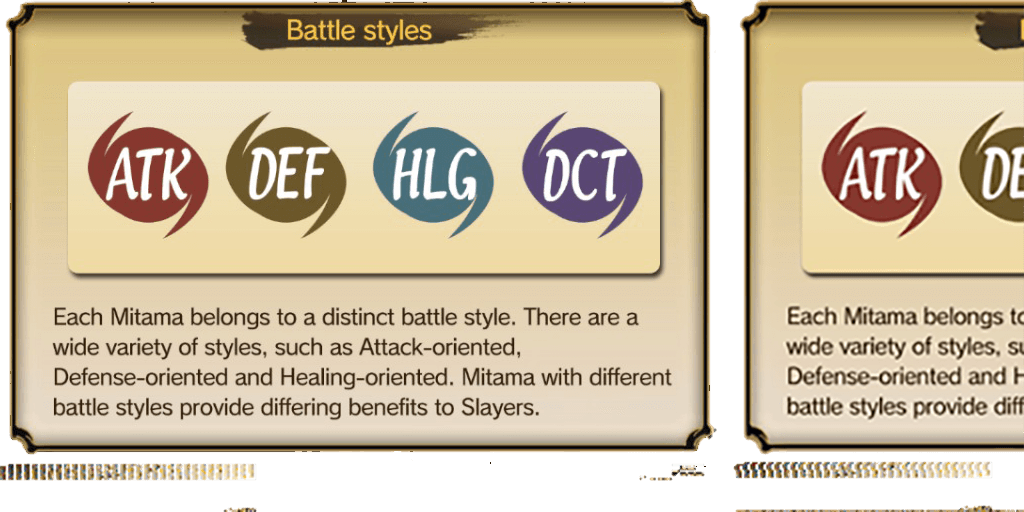 Battle styles
ATK DEF HLG DCT
Each Mitama belongs to a distinct battle style. There are a
wide variety of styles, such as Attack-oriented,
Defense-oriented and Healing-oriented. Mitama with different
battle styles provide differing benefits to Slayers.
ATK
Each Mitama belongs
wide variety of styles,
Defense-oriented and
battle styles provide